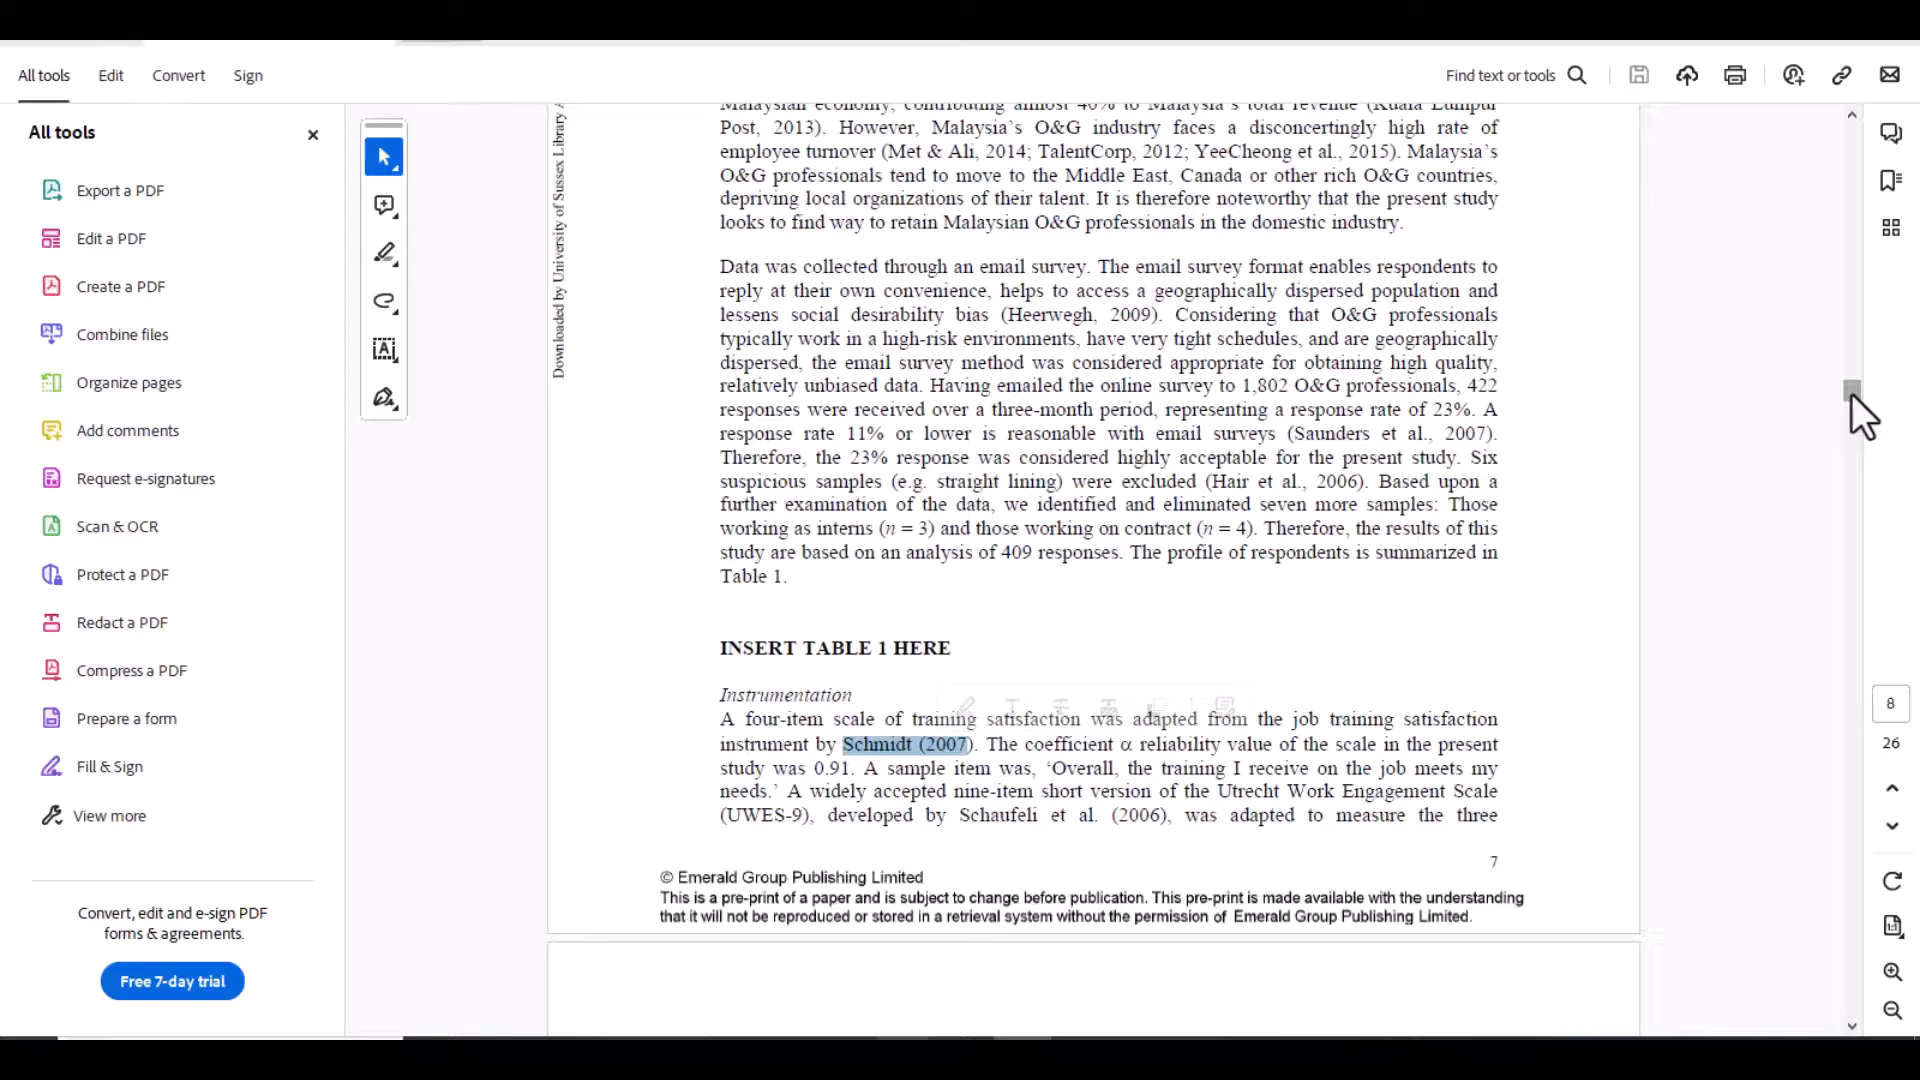 All tools
Edit
Convert
Sign
Find text or tools
All tools
Export a PDF
Edit a PDF
Create a PDF
Combine files
Organize pages
Add comments
Request e-signatures
Scan & OCR
Protect a PDF
Redact a PDF
Compress a PDF
Prepare a form
Fill & Sign
View more
Convert, edit and e-sign PDF
forms & agreements.
Free 7-day trial
Downloaded by University of Sussex Library
Malaysian economy, contributing almost 40% to Malaysia's total revenue (Kuala Lumpur
Post, 2013). However, Malaysia's O&G industry faces a disconcertingly high rate of
employee turnover (Met & Ali, 2014; TalentCorp, 2012; YeeCheong et al., 2015). Malaysia's
O&G professionals tend to move to the Middle East, Canada or other rich O&G countries,
depriving local organizations of their talent. It is therefore noteworthy that the present study
looks to find way to retain Malaysian O&G professionals in the domestic industry.
Data was collected through an email survey. The email survey format enables respondents to
reply at their own convenience, helps to access a geographically dispersed population and
lessens social desirability bias (Heerwegh, 2009). Considering that O&G professionals
typically work in a high-risk environments, have very tight schedules, and are geographically
dispersed, the email survey method was considered appropriate for obtaining high quality,
relatively unbiased data. Having emailed the online survey to 1,802 O&G professionals, 422
responses were received over a three-month period, representing a response rate of 23%. A
response rate 11% or lower is reasonable with email surveys (Saunders et al., 2007).
Therefore, the 23% response was considered highly acceptable for the present study. Six
suspicious samples (e.g. straight lining) were excluded (Hair et al., 2006). Based upon a
further examination of the data, we identified and eliminated seven more samples: Those
working as interns (n = 3) and those working on contract (n = 4). Therefore, the results of this
study are based on an analysis of 409 responses. The profile of respondents is summarized in
Table 1.
INSERT TABLE 1 HERE
Instrumentation
A four-item scale of training satisfaction was adapted from the job training satisfaction
instrument by Schmidt (2007). The coefficient α reliability value of the scale in the present
study was 0.91. A sample item was, 'Overall, the training I receive on the job meets my
needs.' A widely accepted nine-item short version of the Utrecht Work Engagement Scale
(UWES-9), developed by Schaufeli et al. (2006), was adapted to measure the three
7
© Emerald Group Publishing Limited
This is a pre-print of a paper and is subject to change before publication. This pre-print is made available with the understanding
that it will not be reproduced or stored in a retrieval system without the permission of Emerald Group Publishing Limited.
8
26